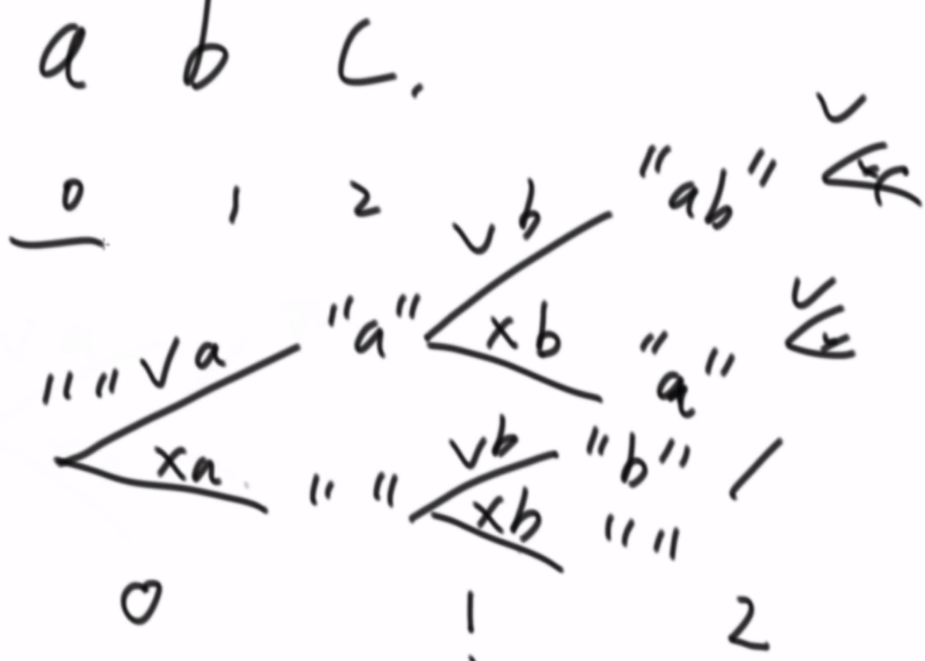 a b c.
0 1 2
"ab" ✓
✓ b
"a" × b ✓
"" ✓ a "a"
× a ✓ b "b"
" " × b ""
0 1 2